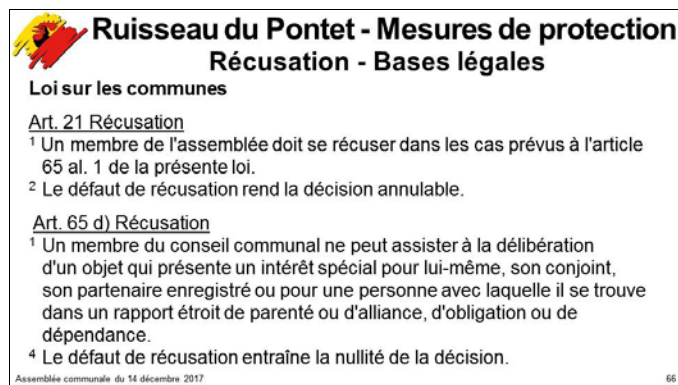 Ruisseau du Pontet - Mesures de protection
Récusation - Bases légales
Loi sur les communes
Art. 21 Récusation
¹ Un membre de l'assemblée doit se récuser dans les cas prévus à l'article
65 al. 1 de la présente loi.
² Le défaut de récusation rend la décision annulable.
Art. 65 d) Récusation
¹ Un membre du conseil communal ne peut assister à la délibération
d'un objet qui présente un intérêt spécial pour lui-même, son conjoint,
son partenaire enregistré ou pour une personne avec laquelle il se trouve
dans un rapport étroit de parenté ou d'alliance, d'obligation ou de
dépendance.
⁴ Le défaut de récusation entraîne la nullité de la décision.
Assemblée communale du 14 décembre 2017 66